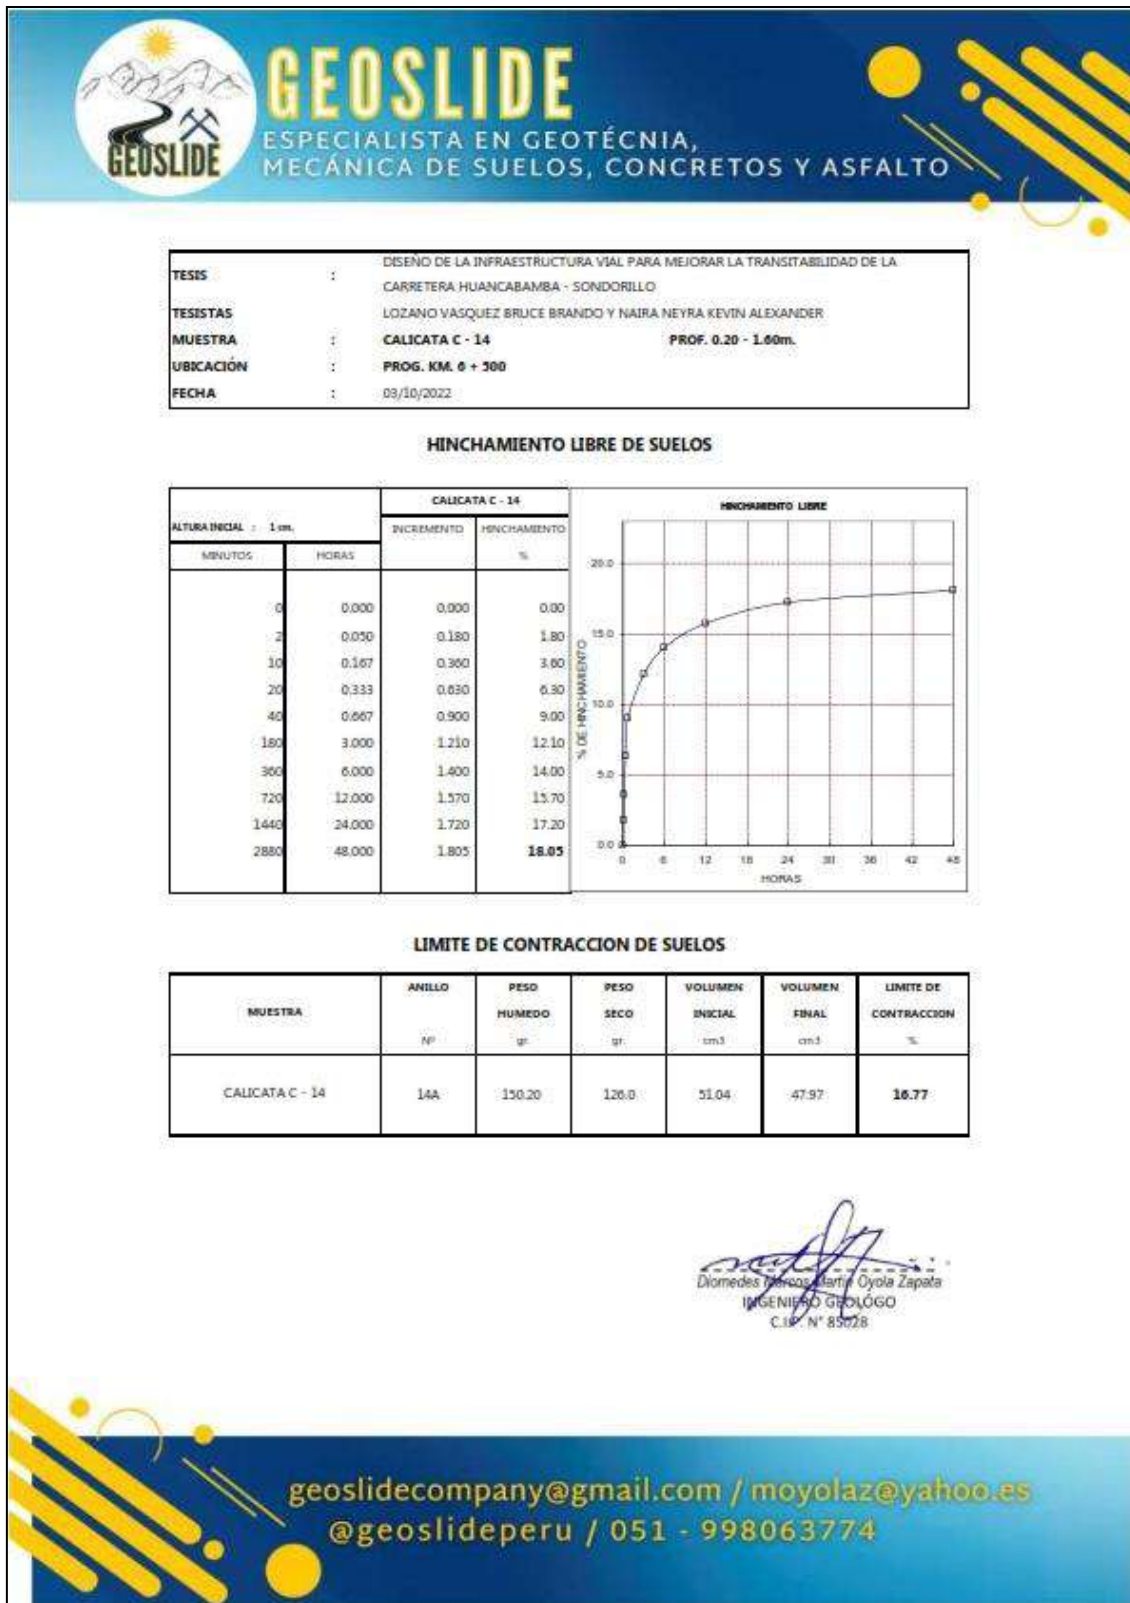 GEOSLIDE
GEOSLIDE
ESPECIALISTA EN GEOTÉCNIA,
MECÁNICA DE SUELOS, CONCRETOS Y ASFALTO
TESIS : DISEÑO DE LA INFRAESTRUCTURA VIAL PARA MEJORAR LA TRANSITABILIDAD DE LA
CARRETERA HUANCABAMBA - SONDORILLO
TESISTAS LOZANO VASQUEZ BRUCE BRANDO Y NAIRA NEYRA KEVIN ALEXANDER
MUESTRA : CALICATA C - 14 PROF. 0.20 - 1.60m.
UBICACIÓN : PROG. KM. 6 + 500
FECHA : 03/10/2022
HINCHAMIENTO LIBRE DE SUELOS
CALICATA C - 14
ALTURA INICIAL : 1 cm. INCREMENTO HINCHAMIENTO
MINUTOS HORAS %
0 0.000 0.000 0.00
2 0.050 0.180 1.80
10 0.167 0.360 3.60
20 0.333 0.630 6.30
40 0.667 0.900 9.00
180 3.000 1.210 12.10
360 6.000 1.400 14.00
720 12.000 1.570 15.70
1440 24.000 1.720 17.20
2880 48.000 1.805 18.05
HINCHAMIENTO LIBRE
% DE HINCHAMIENTO
20.0
15.0
10.0
5.0
0.0
0 6 12 18 24 30 36 42 48
HORAS
LIMITE DE CONTRACCION DE SUELOS
MUESTRA ANILLO PESO PESO VOLUMEN VOLUMEN LIMITE DE
HUMEDO SECO INICIAL FINAL CONTRACCION
Nº gr. gr. cm3 cm3 %
CALICATA C - 14 14A 150.20 126.0 51.04 47.97 16.77
Diomedes Marcos Martin Oyola Zapata
INGENIERO GEOLÓGO
C.I.P. N° 85028
geoslidecompany@gmail.com / moyolaz@yahoo.es
@geoslideperu / 051 - 998063774